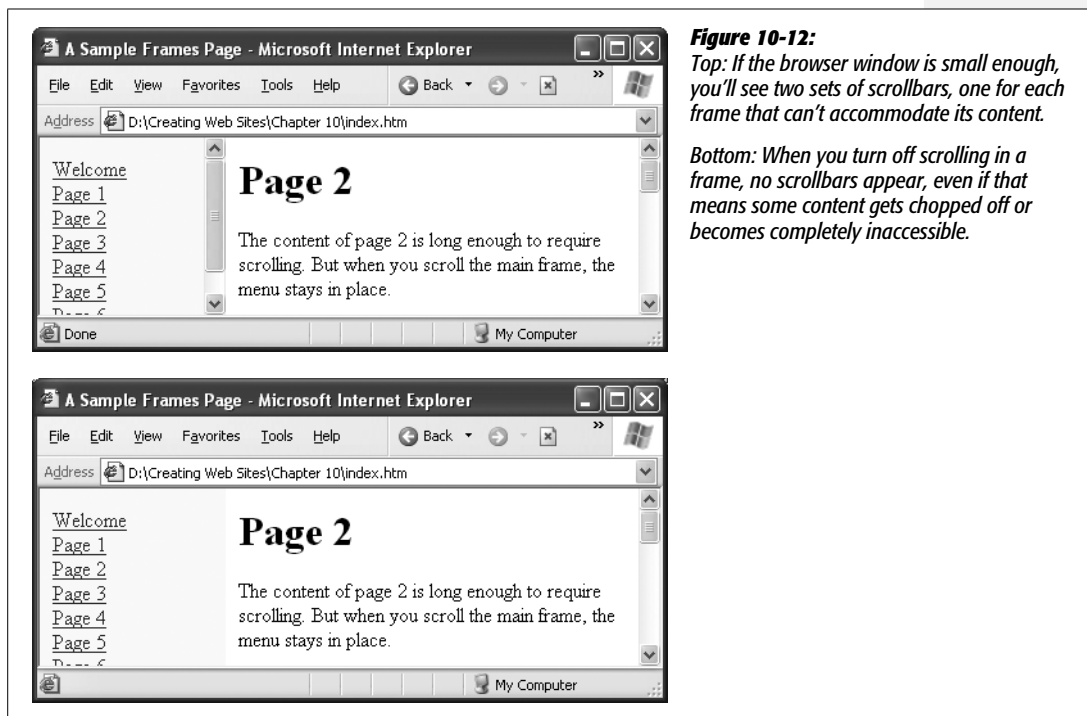 A Sample Frames Page - Microsoft Internet Explorer
File Edit View Favorites Tools Help Back »
Address D:\Creating Web Sites\Chapter 10\index.htm
Welcome
Page 1
Page 2
Page 3
Page 4
Page 5
Page 2
The content of page 2 is long enough to require
scrolling. But when you scroll the main frame, the
menu stays in place.
Done My Computer
Figure 10-12:
Top: If the browser window is small enough,
you'll see two sets of scrollbars, one for each
frame that can't accommodate its content.
Bottom: When you turn off scrolling in a
frame, no scrollbars appear, even if that
means some content gets chopped off or
becomes completely inaccessible.
A Sample Frames Page - Microsoft Internet Explorer
File Edit View Favorites Tools Help Back »
Address D:\Creating Web Sites\Chapter 10\index.htm
Welcome
Page 1
Page 2
Page 3
Page 4
Page 5
Page 2
The content of page 2 is long enough to require
scrolling. But when you scroll the main frame, the
menu stays in place.
My Computer